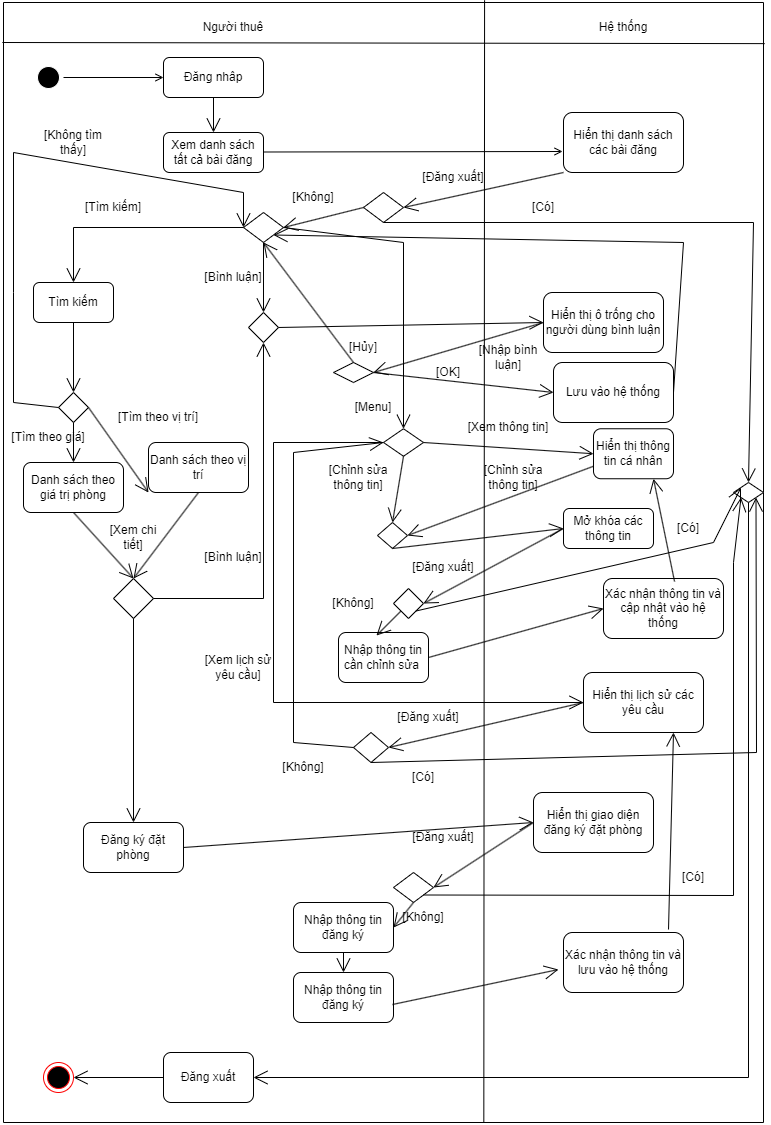 Người thuê
Hệ thống
Đăng nhâp
[Không tìm
thấy]
Xem danh sách
tất cả bài đăng
Hiển thị danh sách
các bài đăng
[Đăng xuất]
[Không]
[Tìm kiếm]
[Có]
[Bình luận]
Tìm kiếm
Hiển thị ô trống cho
người dùng bình luận
[Hủy]
[Nhập bình
luận]
[OK]
Lưu vào hệ thống
[Menu]
[Tìm theo vị trí]
[Tìm theo giá]
[Xem thông tin]
Hiển thị thông
tin cá nhân
Danh sách theo vị
trí
[Chỉnh sửa
thông tin]
[Chỉnh sửa
thông tin]
Danh sách theo
giá trị phòng
[Xem chi
tiết]
Mở khóa các
thông tin
[Có]
[Bình luận]
[Đăng xuất]
[Không]
Xác nhận thông tin và
cập nhật vào hệ
thống
Nhập thông tin
cần chỉnh sửa
[Xem lịch sử
yêu cầu]
Hiển thị lịch sử các
yêu cầu
[Đăng xuất]
[Không]
[Có]
Hiển thị giao diện
đăng ký đặt phòng
[Đăng xuất]
Đăng ký đặt
phòng
[Có]
[Không]
Nhập thông tin
đăng ký
Xác nhận thông tin và
lưu vào hệ thống
Nhập thông tin
đăng ký
Đăng xuất